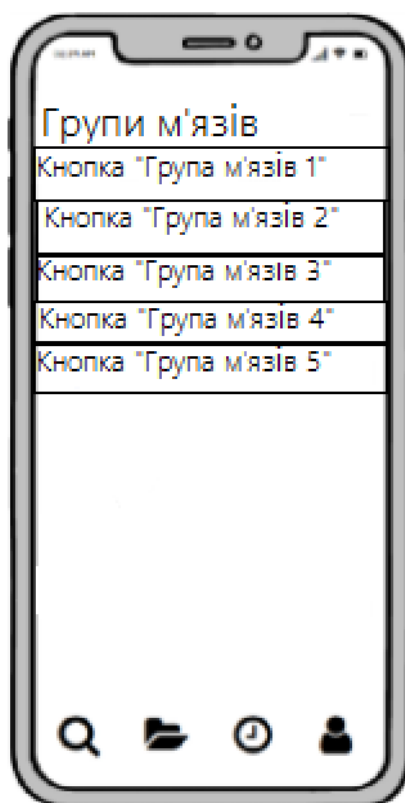 Групи м'язів
Кнопка "Група м'язів 1"
Кнопка "Група м'язів 2"
Кнопка "Група м'язів 3"
Кнопка "Група м'язів 4"
Кнопка "Група м'язів 5"